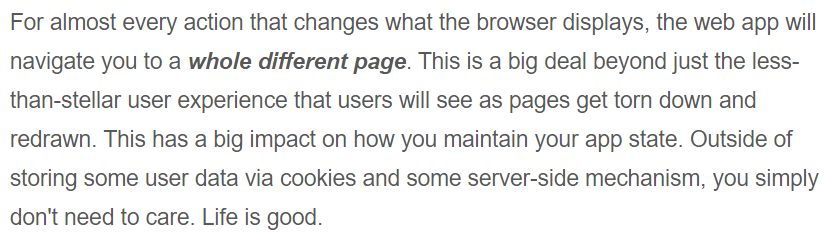 For almost every action that changes what the browser displays, the web app will
navigate you to a whole different page. This is a big deal beyond just the less-
than-stellar user experience that users will see as pages get torn down and
redrawn. This has a big impact on how you maintain your app state. Outside of
storing some user data via cookies and some server-side mechanism, you simply
don't need to care. Life is good.